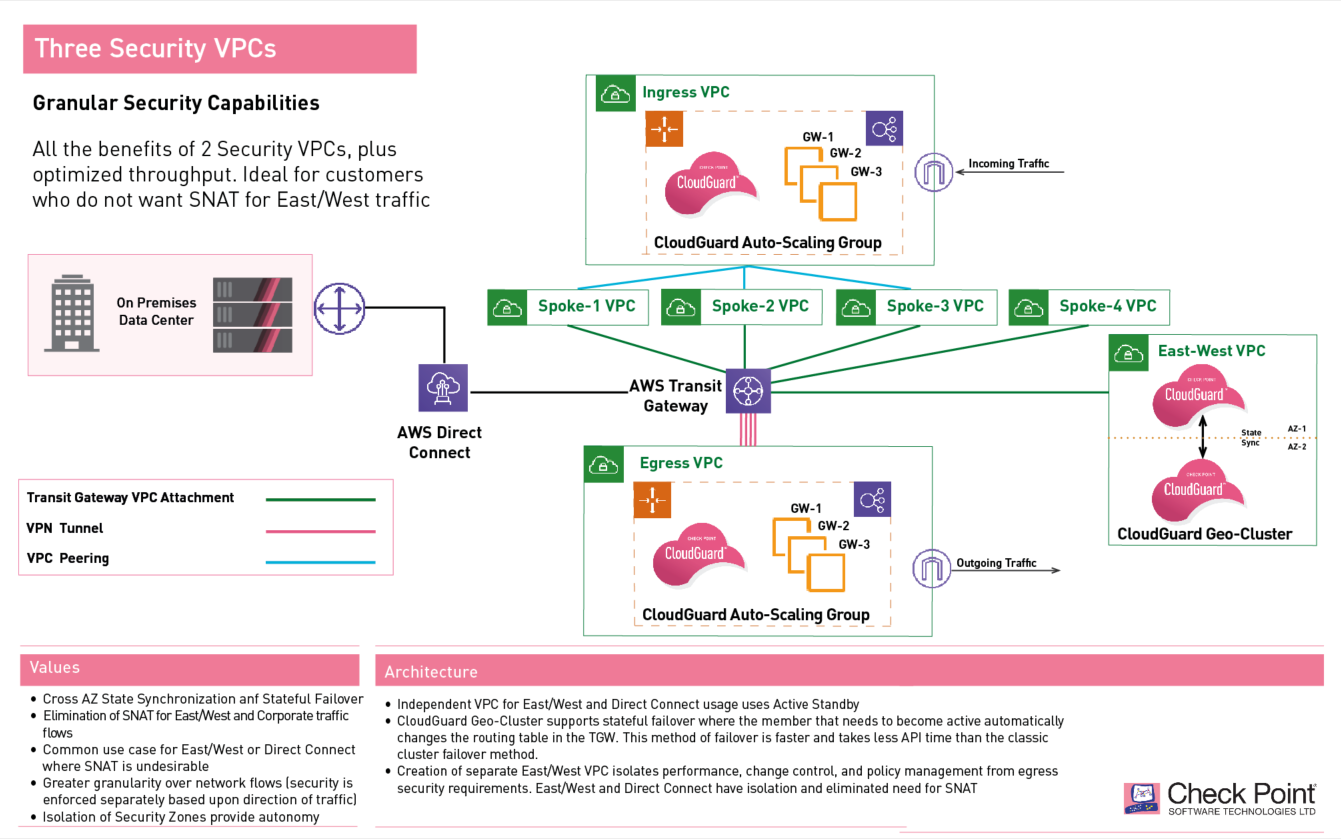 Three Security VPCs
Granular Security Capabilities
All the benefits of 2 Security VPCs, plus
optimized throughput. Ideal for customers
who do not want SNAT for East/West traffic
Ingress VPC
GW-1
GW-2
GW-3
CHECK POINT
CloudGuard
CloudGuard Auto-Scaling Group
Incoming Traffic
On Premises
Data Center
Spoke-1 VPC
Spoke-2 VPC
Spoke-3 VPC
Spoke-4 VPC
AWS Transit
Gateway
AWS Direct
Connect
East-West VPC
CHECK POINT
CloudGuard
State
Sync
AZ-1
AZ-2
CHECK POINT
CloudGuard
CloudGuard Geo-Cluster
Egress VPC
GW-1
GW-2
GW-3
CHECK POINT
CloudGuard
CloudGuard Auto-Scaling Group
Outgoing Traffic
Transit Gateway VPC Attachment
VPN Tunnel
VPC Peering
Values
• Cross AZ State Synchronization anf Stateful Failover
• Elimination of SNAT for East/West and Corporate traffic
flows
• Common use case for East/West or Direct Connect
where SNAT is undesirable
• Greater granularity over network flows (security is
enforced separately based upon direction of traffic)
• Isolation of Security Zones provide autonomy
Architecture
• Independent VPC for East/West and Direct Connect usage uses Active Standby
• CloudGuard Geo-Cluster supports stateful failover where the member that needs to become active automatically
changes the routing table in the TGW. This method of failover is faster and takes less API time than the classic
cluster failover method.
• Creation of separate East/West VPC isolates performance, change control, and policy management from egress
security requirements. East/West and Direct Connect have isolation and eliminated need for SNAT
Check Point
SOFTWARE TECHNOLOGIES LTD